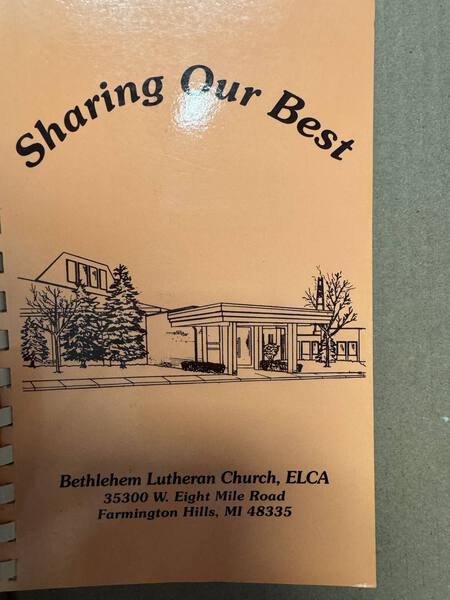 Sharing Our Best
Bethlehem Lutheran Church, ELCA
35300 W. Eight Mile Road
Farmington Hills, MI 48335